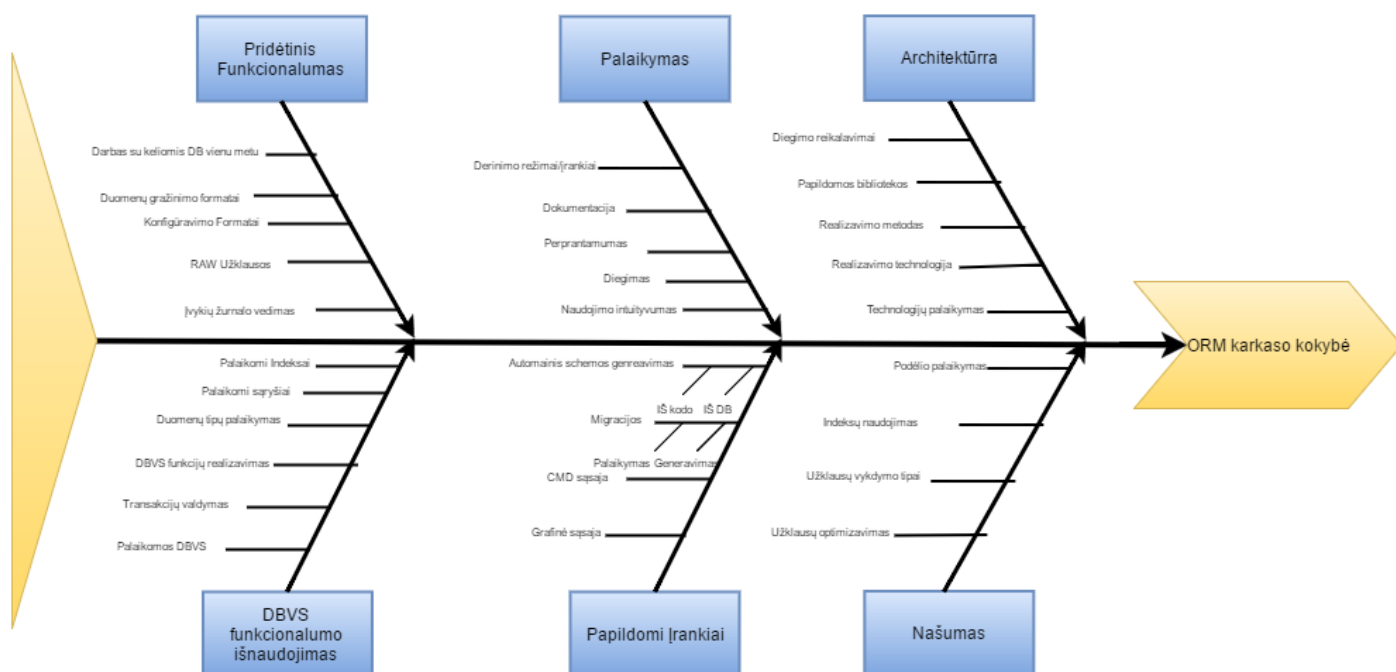 Pridėtinis
Funkcionalumas
Palaikymas
Architektūrra
Darbas su keliomis DB vienu metu
Duomenų gražinimo formatai
Konfigūravimo Formatai
RAW Užklausos
Įvykių žurnalo vedimas
Derinimo režimai/įrankiai
Dokumentacija
Perprantamumas
Diegimas
Naudojimo intuityvumas
Diegimo reikalavimai
Papildomos bibliotekos
Realizavimo metodas
Realizavimo technologija
Technologijų palaikymas
ORM karkaso kokybė
Palaikomi Indeksai
Palaikomi sąryšiai
Duomenų tipų palaikymas
DBVS funkcijų realizavimas
Transakcijų valdymas
Palaikomos DBVS
Automainis schemos genreavimas
IŠ kodo
IŠ DB
Migracijos
Palaikymas
Generavimas
CMD sąsaja
Grafinė sąsaja
Podėlio palaikymas
Indeksų naudojimas
Užklausų vykdymo tipai
Užklausų optimizavimas
DBVS
funkcionalumo
išnaudojimas
Papildomi Įrankiai
Našumas